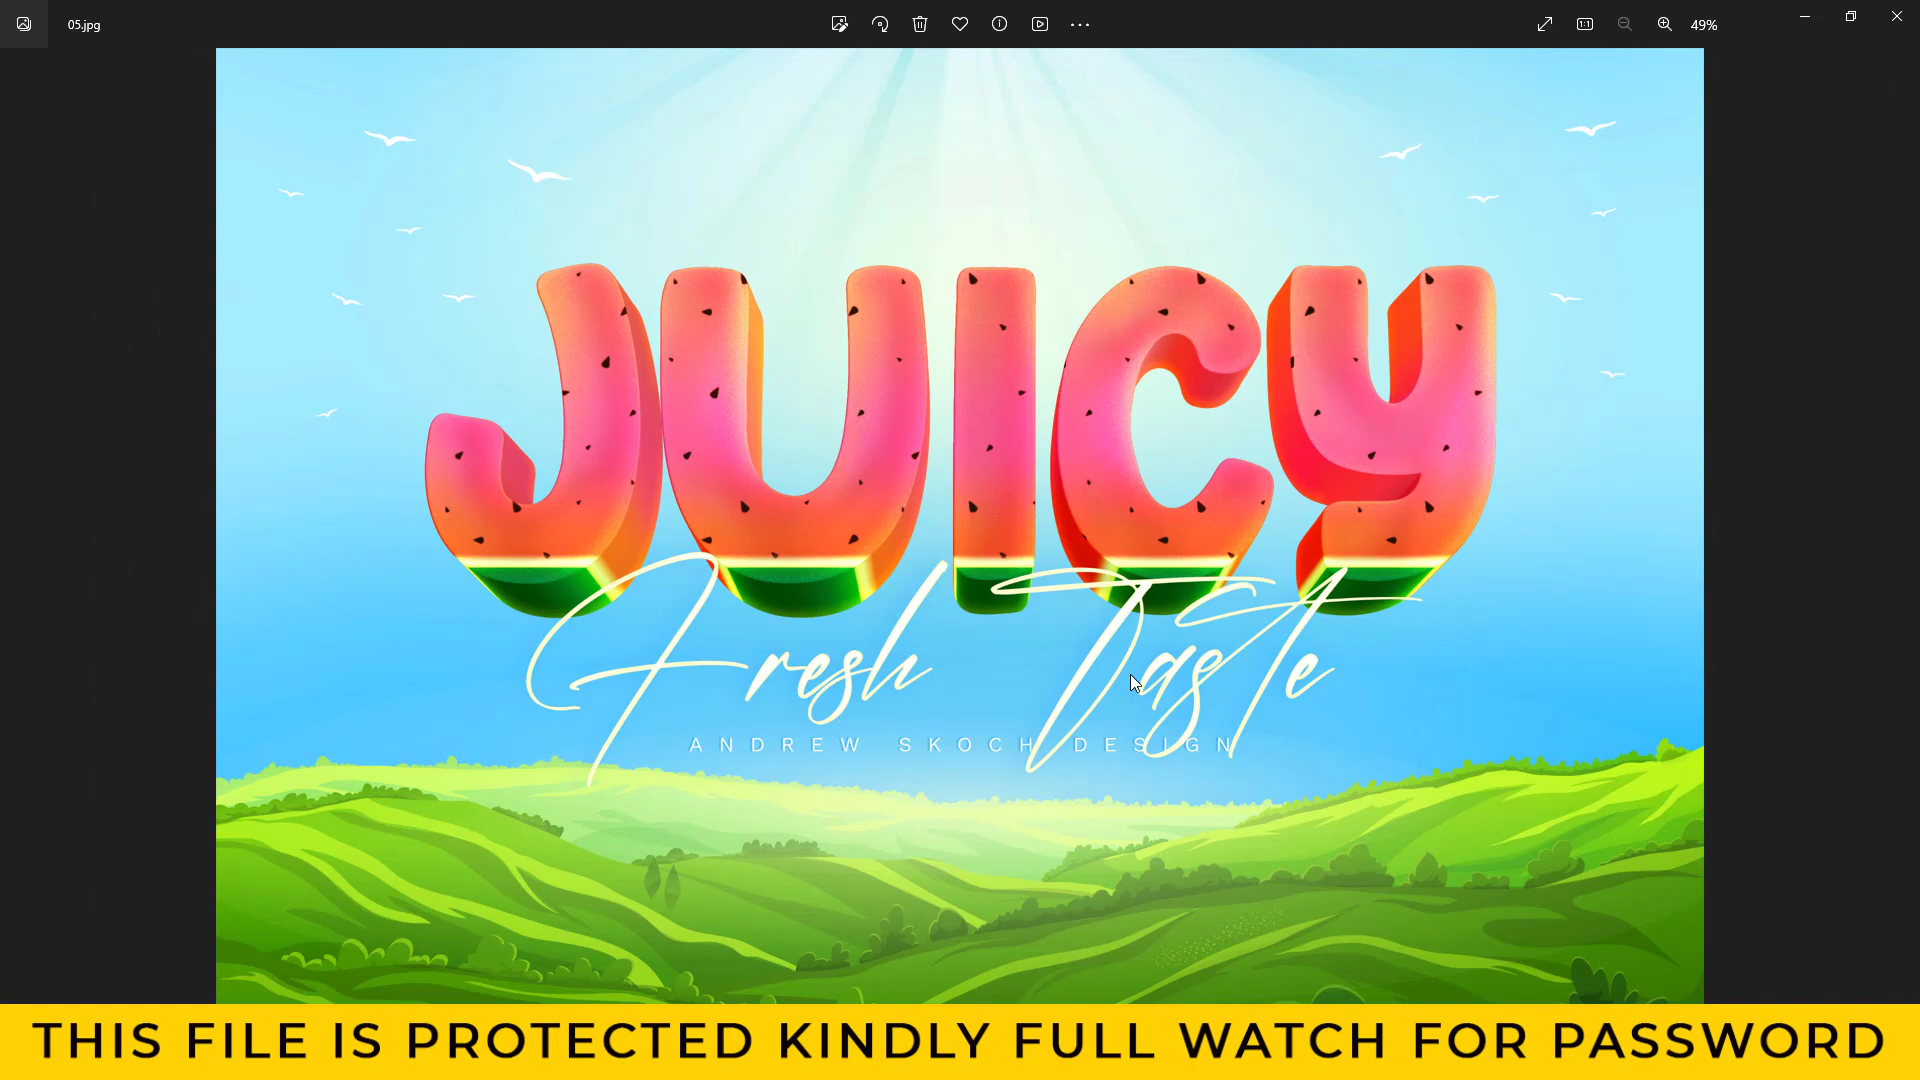 05.jpg
49%
JUICY
Fresh Taste
ANDREW SKOCH DESIGN
THIS FILE IS PROTECTED KINDLY FULL WATCH FOR PASSWORD